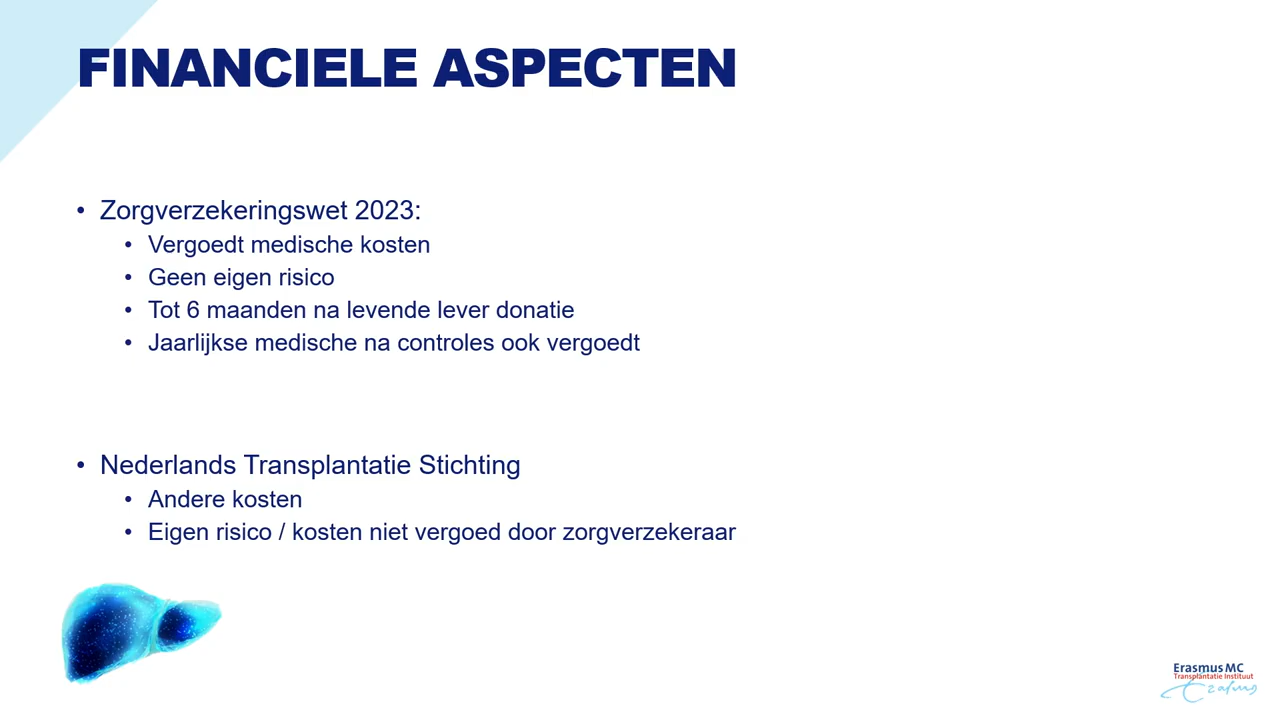 FINANCIELE ASPECTEN
• Zorgverzekeringswet 2023:
• Vergoedt medische kosten
• Geen eigen risico
• Tot 6 maanden na levende lever donatie
• Jaarlijkse medische na controles ook vergoedt
• Nederlands Transplantatie Stichting
• Andere kosten
• Eigen risico / kosten niet vergoed door zorgverzekeraar
Erasmus MC
Transplantatie Instituut
Erasmus